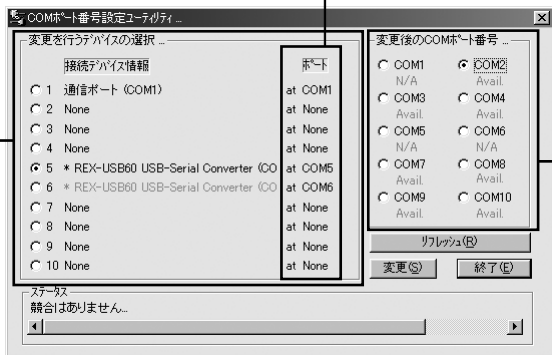 COMﾎﾟｰﾄ番号設定ﾕｰﾃｨﾘﾃｨ ...
変更を行うﾃﾞﾊﾞｲｽの選択 ...
接続ﾃﾞﾊﾞｲｽ情報 ﾎﾟｰﾄ
1 通信ポート (COM1) at COM1
2 None at None
3 None at None
4 None at None
5 * REX-USB60 USB-Serial Converter (CO at COM5
6 * REX-USB60 USB-Serial Converter (CO at COM6
7 None at None
8 None at None
9 None at None
10 None at None
変更後のCOMﾎﾟｰﾄ番号 ...
COM1 COM2
N/A Avail.
COM3 COM4
Avail. Avail.
COM5 COM6
N/A N/A
COM7 COM8
Avail. Avail.
COM9 COM10
Avail. Avail.
ﾘﾌﾚｯｼｭ(R)
変更(S) 終了(E)
ｽﾃｰﾀｽ
競合はありません...